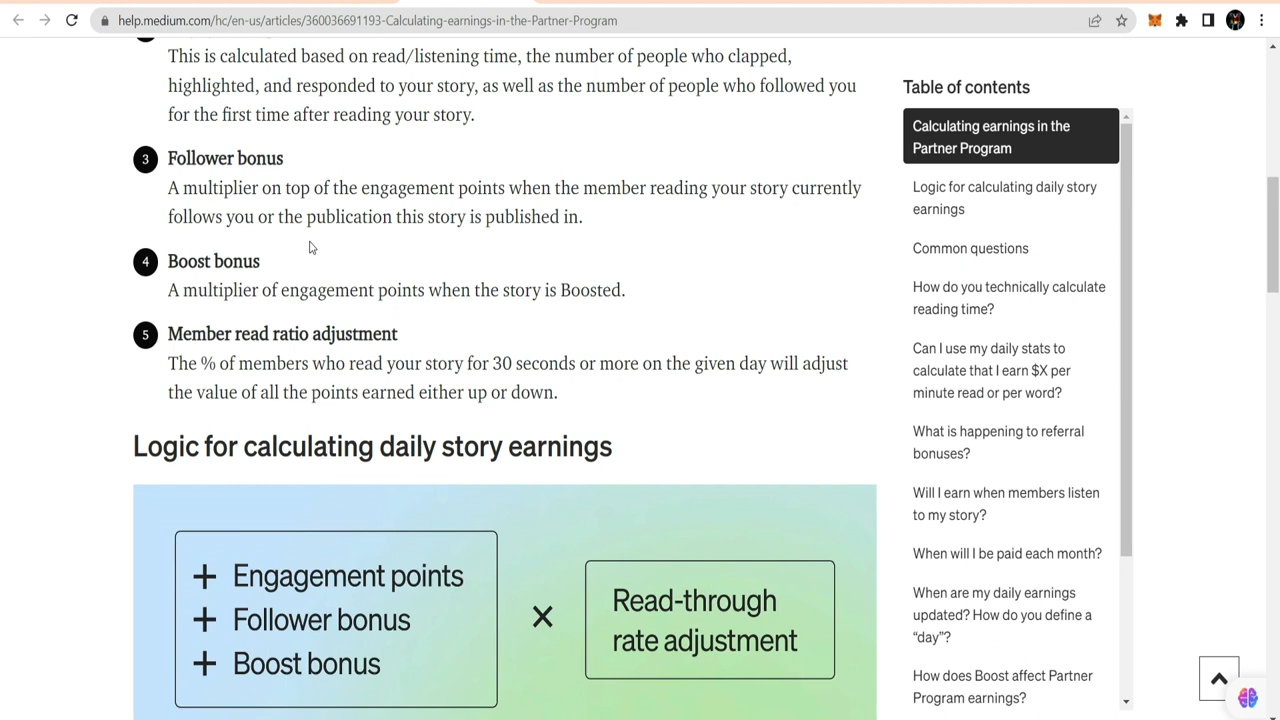 help.medium.com/hc/en-us/articles/360036691193-Calculating-earnings-in-the-Partner-Program
This is calculated based on read/listening time, the number of people who clapped,
highlighted, and responded to your story, as well as the number of people who followed you
for the first time after reading your story.
3 Follower bonus
A multiplier on top of the engagement points when the member reading your story currently
follows you or the publication this story is published in.
4 Boost bonus
A multiplier of engagement points when the story is Boosted.
5 Member read ratio adjustment
The % of members who read your story for 30 seconds or more on the given day will adjust
the value of all the points earned either up or down.
Logic for calculating daily story earnings
+ Engagement points
+ Follower bonus
+ Boost bonus
×
Read-through
rate adjustment
Table of contents
Calculating earnings in the
Partner Program
Logic for calculating daily story
earnings
Common questions
How do you technically calculate
reading time?
Can I use my daily stats to
calculate that I earn $X per
minute read or per word?
What is happening to referral
bonuses?
Will I earn when members listen
to my story?
When will I be paid each month?
When are my daily earnings
updated? How do you define a
“day”?
How does Boost affect Partner
Program earnings?